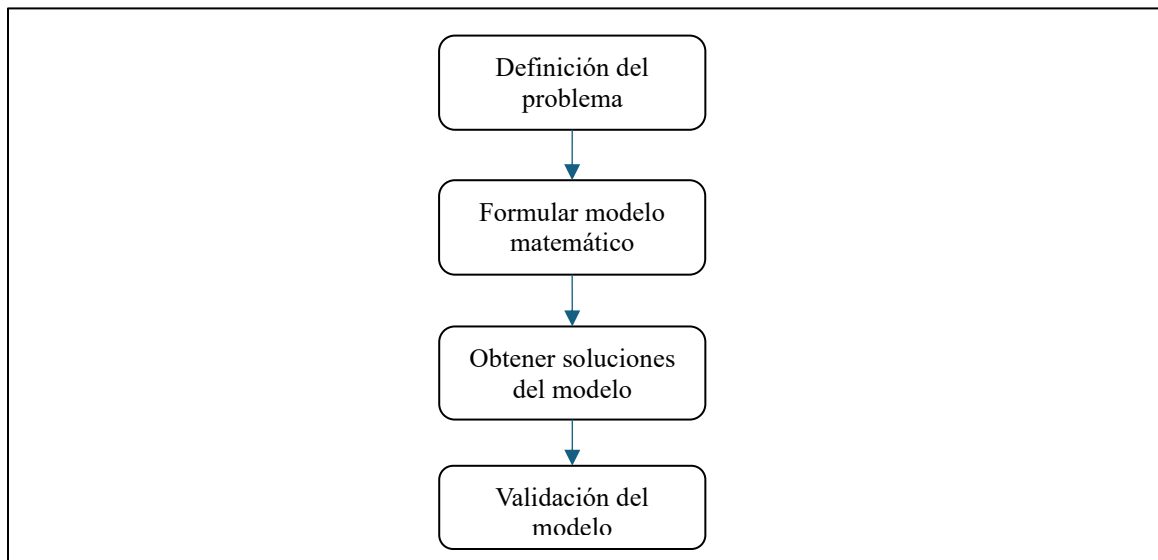 Definición del
problema
Formular modelo
matemático
Obtener soluciones
del modelo
Validación del
modelo